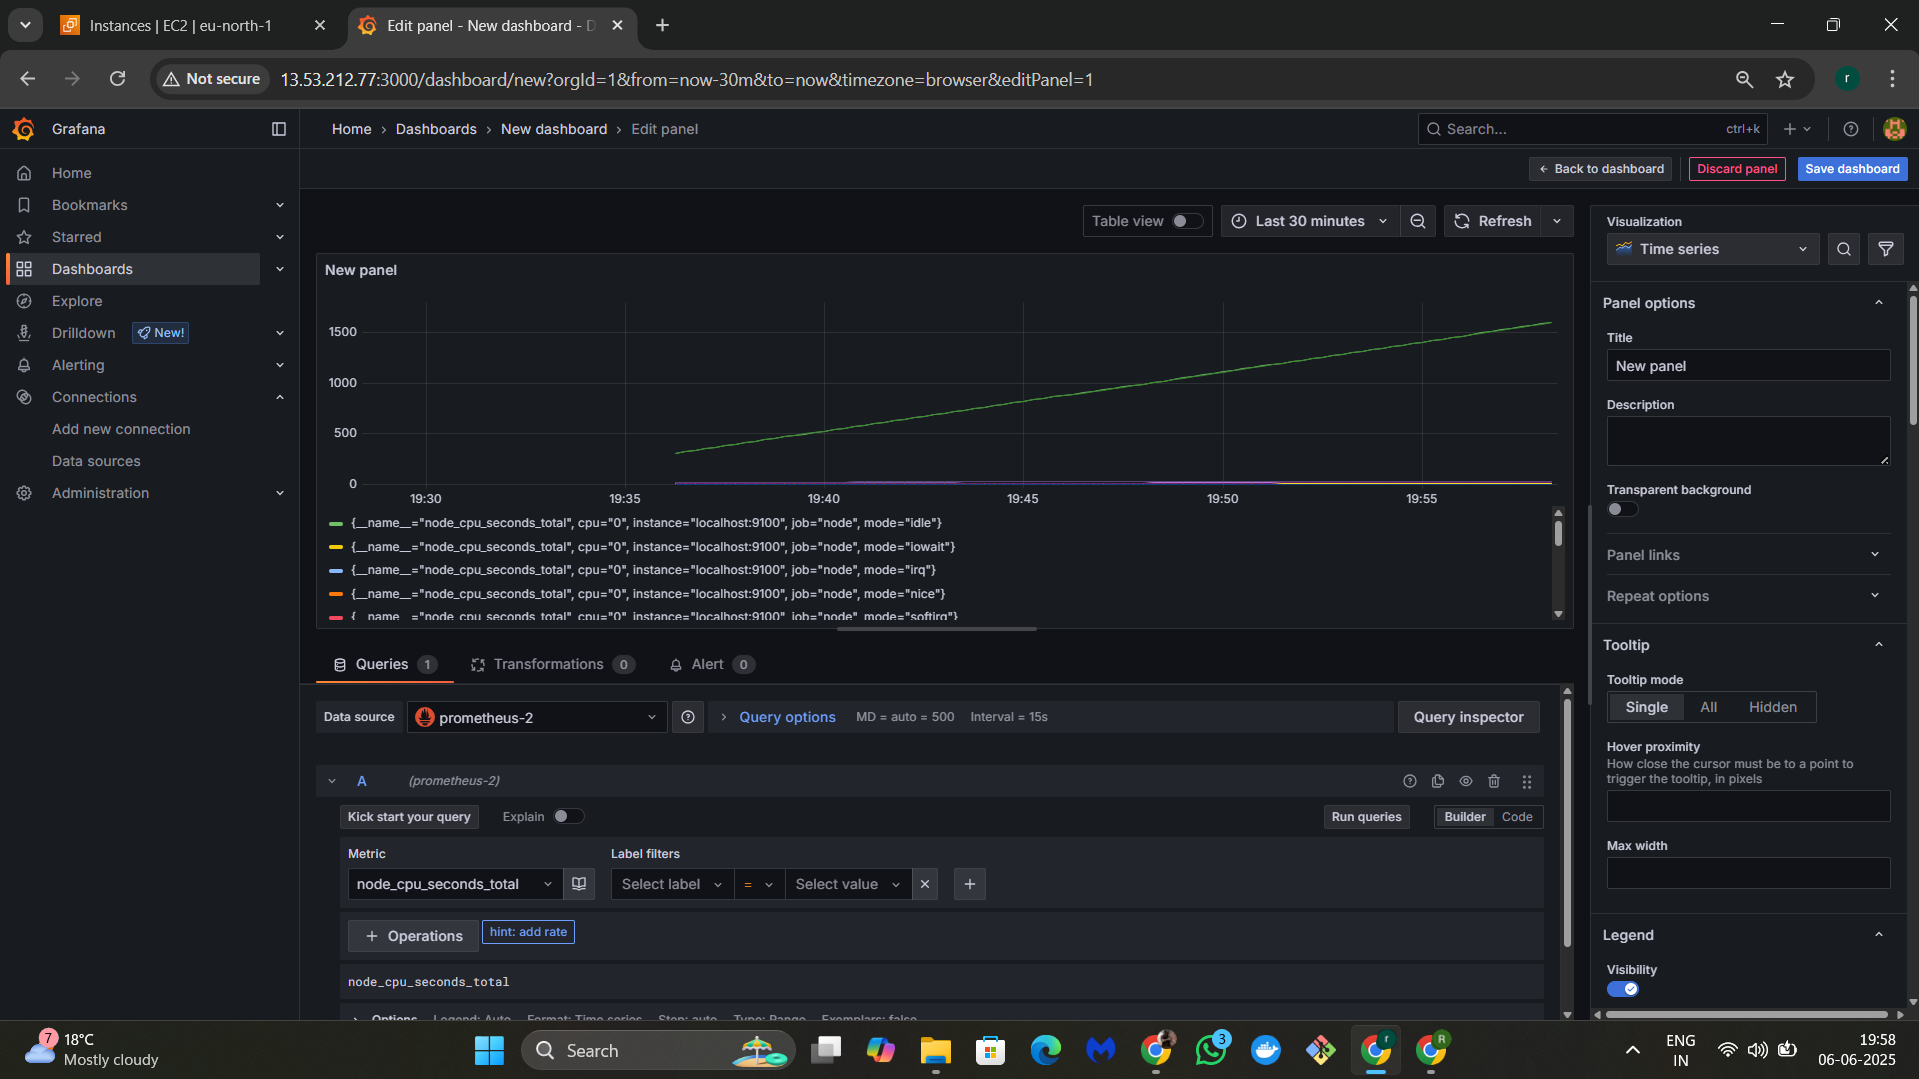 Instances | EC2 | eu-north-1
Edit panel - New dashboard - D
Not secure
13.53.212.77:3000/dashboard/new?orgId=1&from=now-30m&to=now&timezone=browser&editPanel=1
r
Grafana
Home › Dashboards › New dashboard › Edit panel
Search... ctrl+k
Back to dashboard
Discard panel
Save dashboard
Home
Bookmarks
Starred
Dashboards
Explore
Drilldown New!
Alerting
Connections
Add new connection
Data sources
Administration
Table view
Last 30 minutes
Refresh
New panel
1500
1000
500
0
19:30 19:35 19:40 19:45 19:50 19:55
{__name__="node_cpu_seconds_total", cpu="0", instance="localhost:9100", job="node", mode="idle"}
{__name__="node_cpu_seconds_total", cpu="0", instance="localhost:9100", job="node", mode="iowait"}
{__name__="node_cpu_seconds_total", cpu="0", instance="localhost:9100", job="node", mode="irq"}
{__name__="node_cpu_seconds_total", cpu="0", instance="localhost:9100", job="node", mode="nice"}
{__name__="node_cpu_seconds_total", cpu="0", instance="localhost:9100", job="node", mode="softirq"}
Queries 1
Transformations 0
Alert 0
Data source
prometheus-2
Query options MD = auto = 500 Interval = 15s
Query inspector
A (prometheus-2)
Kick start your query
Explain
Run queries
Builder Code
Metric
Label filters
node_cpu_seconds_total
Select label = Select value
+ Operations
hint: add rate
node_cpu_seconds_total
Options Legend: Auto Format: Time series Step: auto Type: Range Exemplars: false
Visualization
Time series
Panel options
Title
New panel
Description
Transparent background
Panel links
Repeat options
Tooltip
Tooltip mode
Single All Hidden
Hover proximity
How close the cursor must be to a point to
trigger the tooltip, in pixels
Max width
Legend
Visibility
7
18°C
Mostly cloudy
Search
3
r
R
ENG
IN
19:58
06-06-2025